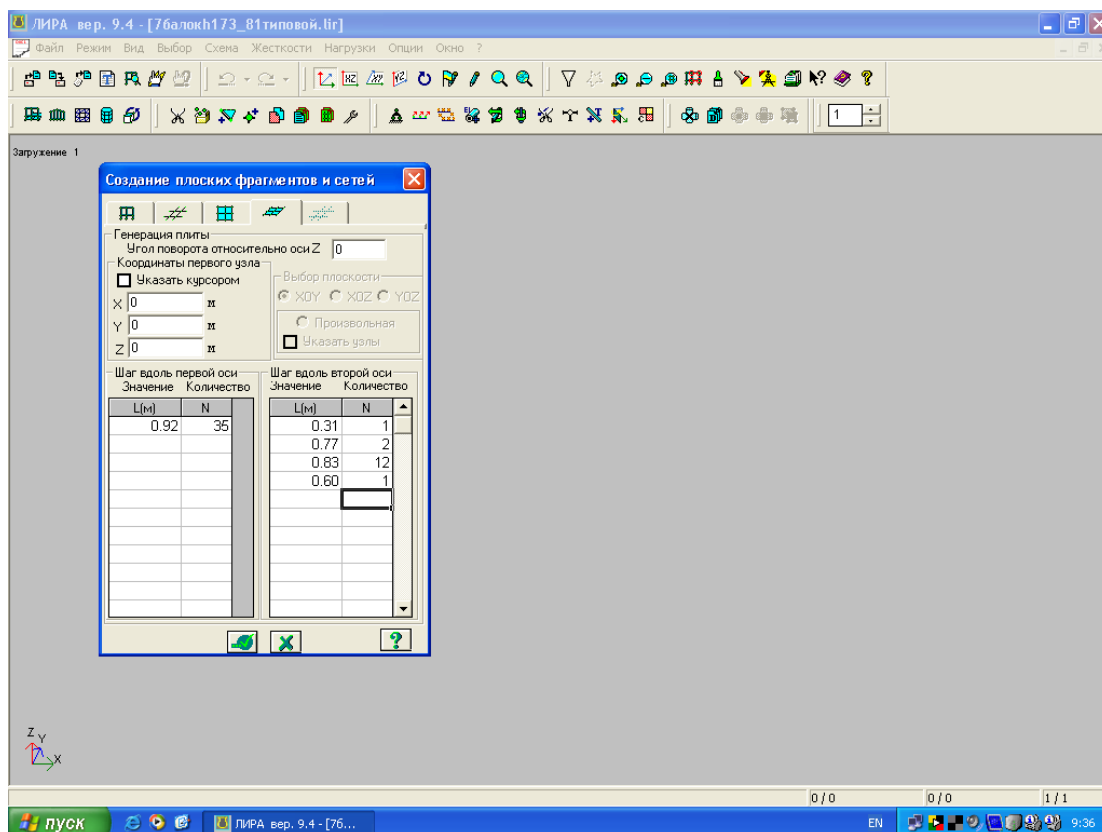 ЛИРА вер. 9.4 - [7балокh173_81типовой.lir]
Файл Режим Вид Выбор Схема Жесткости Нагрузки Опции Окно ?
1
Загружение 1
Создание плоских фрагментов и сетей
Генерация плиты
Угол поворота относительно оси Z 0
Координаты первого узла
Указать курсором
X 0 м
Y 0 м
Z 0 м
Выбор плоскости
XOY XOZ YOZ
Произвольная
Указать узлы
Шаг вдоль первой оси
Значение Количество
L(м) N
0.92 35
Шаг вдоль второй оси
Значение Количество
L(м) N
0.31 1
0.77 2
0.83 12
0.60 1
Z Y
X
0 / 0 0 / 0 1 / 1
пуск ЛИРА вер. 9.4 - [7б... EN 9:36